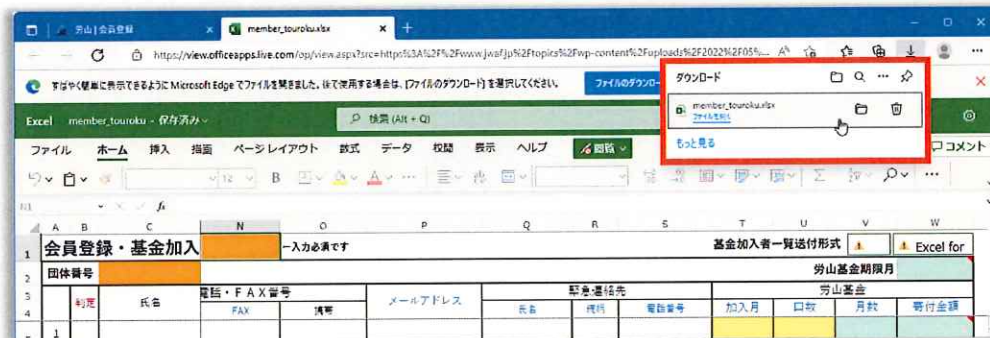 労山|会員登録
member_touroku.xlsx
https://view.officeapps.live.com/op/view.aspx?src=https%3A%2F%2Fwww.jwaf.jp%2Ftopics%2Fwp-content%2Fuploads%2F2022%2F05%...
すばやく簡単に表示できるように Microsoft Edge でファイルを開きました。後で使用する場合は、[ファイルのダウンロード] を選択してください。
ファイルのダウンロード
ダウンロード
member_touroku.xlsx
ファイルを開く
もっと見る
Excel member_touroku - 保存済み
検索 (Alt + Q)
ファイル ホーム 挿入 描画 ページ レイアウト 数式 データ 校閲 表示 ヘルプ 閲覧 コメント
12 B A
fx
A B C N O P Q R S T U V W
1 会員登録・基金加入 ←入力必須です 基金加入者一覧送付形式 Excel for
2 団体番号 労山基金期限月
3 判定 氏名 電話・FAX番号 メールアドレス 緊急連絡先 労山基金
4 FAX 携帯 氏名 電話番号 加入月 口数 月数 寄付金額
5 1